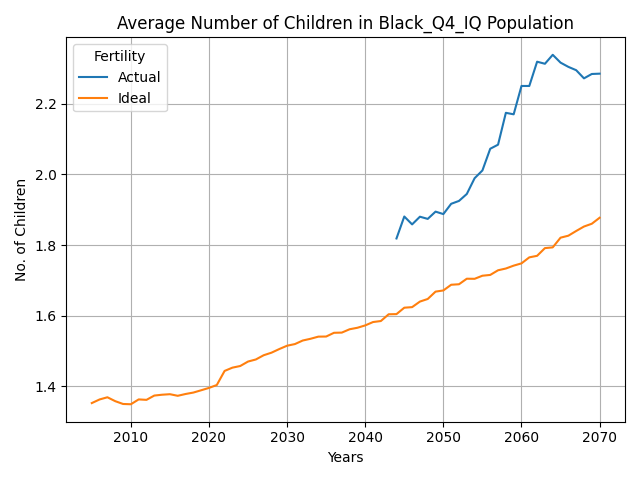 Average Number of Children in Black_Q4_IQ Population
Fertility
Actual
Ideal
No. of Children
2.2
2.0
1.8
1.6
1.4
2010 2020 2030 2040 2050 2060 2070
Years